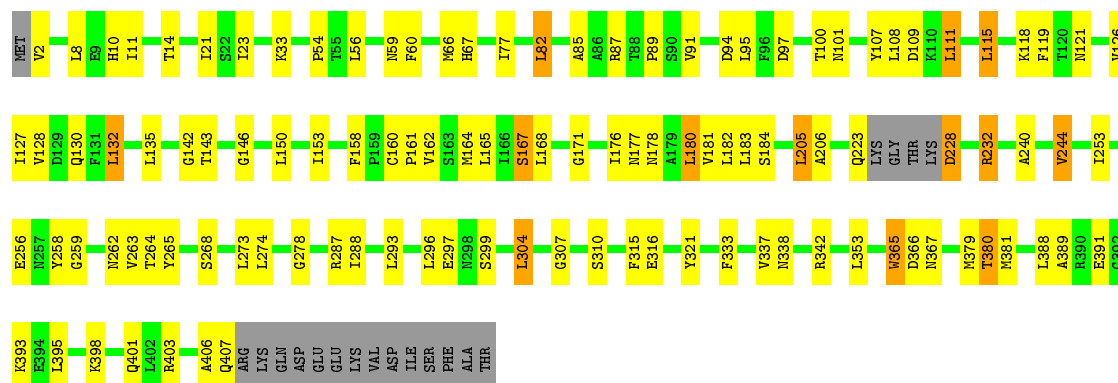 MET V2 L8 E9 H10 I11 T14 I21 S22 I23 K33 P54 T55 L56 N59 F60 M66 H67 I77 L82 A85 A86 R87 T88 P89 S90 V91 D94 L95 F96 D97 T100 N101 Y107 L108 D109 K110 L111 L115 K118 F119 T120 N121
I127 V128 D129 Q130 F131 L132 L135 G142 T143 G146 L150 I153 F158 P159 C160 P161 V162 S163 M164 L165 I166 S167 L168 G171 I176 N177 N178 A179 L180 V181 L182 L183 S184 L205 A206 Q223 LYS GLY THR LYS D228 R232 A240 V244 I253
E256 N257 Y258 G259 N262 V263 T264 Y265 S268 L273 L274 G278 R287 I288 L293 L296 E297 N298 S299 L304 G307 S310 F315 E316 Y321 F333 V337 N338 R342 L353 W365 D366 N367 M379 T380 M381 L388 A389 R390 E391
K393 E394 L395 K398 Q401 L402 R403 A406 Q407 ARG LYS GLN ASP GLU GLU LYS VAL ASP ILE SER PHE ALA THR